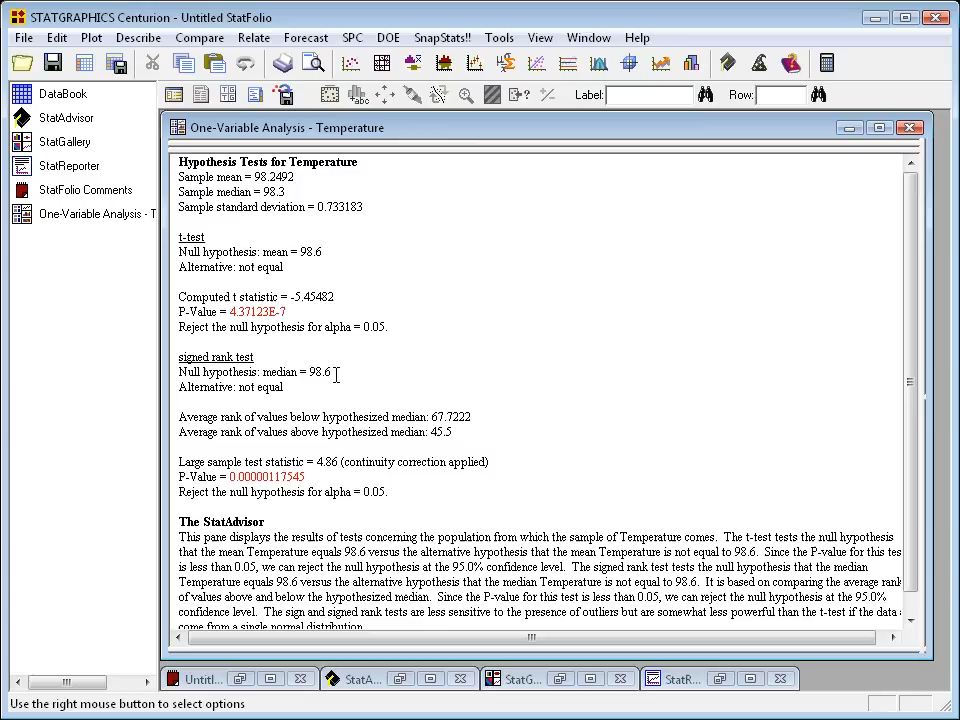 STATGRAPHICS Centurion - Untitled StatFolio
File Edit Plot Describe Compare Relate Forecast SPC DOE SnapStats!! Tools View Window Help
Label: Row:
DataBook
StatAdvisor
StatGallery
StatReporter
StatFolio Comments
One-Variable Analysis - T
One-Variable Analysis - Temperature
Hypothesis Tests for Temperature
Sample mean = 98.2492
Sample median = 98.3
Sample standard deviation = 0.733183
t-test
Null hypothesis: mean = 98.6
Alternative: not equal
Computed t statistic = -5.45482
P-Value = 4.37123E-7
Reject the null hypothesis for alpha = 0.05.
signed rank test
Null hypothesis: median = 98.6
Alternative: not equal
Average rank of values below hypothesized median: 67.7222
Average rank of values above hypothesized median: 45.5
Large sample test statistic = 4.86 (continuity correction applied)
P-Value = 0.00000117545
Reject the null hypothesis for alpha = 0.05.
The StatAdvisor
This pane displays the results of tests concerning the population from which the sample of Temperature comes. The t-test tests the null hypothesis
that the mean Temperature equals 98.6 versus the alternative hypothesis that the mean Temperature is not equal to 98.6. Since the P-value for this tes
is less than 0.05, we can reject the null hypothesis at the 95.0% confidence level. The signed rank test tests the null hypothesis that the median
Temperature equals 98.6 versus the alternative hypothesis that the median Temperature is not equal to 98.6. It is based on comparing the average rank
of values above and below the hypothesized median. Since the P-value for this test is less than 0.05, we can reject the null hypothesis at the 95.0%
confidence level. The sign and signed rank tests are less sensitive to the presence of outliers but are somewhat less powerful than the t-test if the data
come from a single normal distribution.
Untitl... StatA... StatG... StatR...
Use the right mouse button to select options